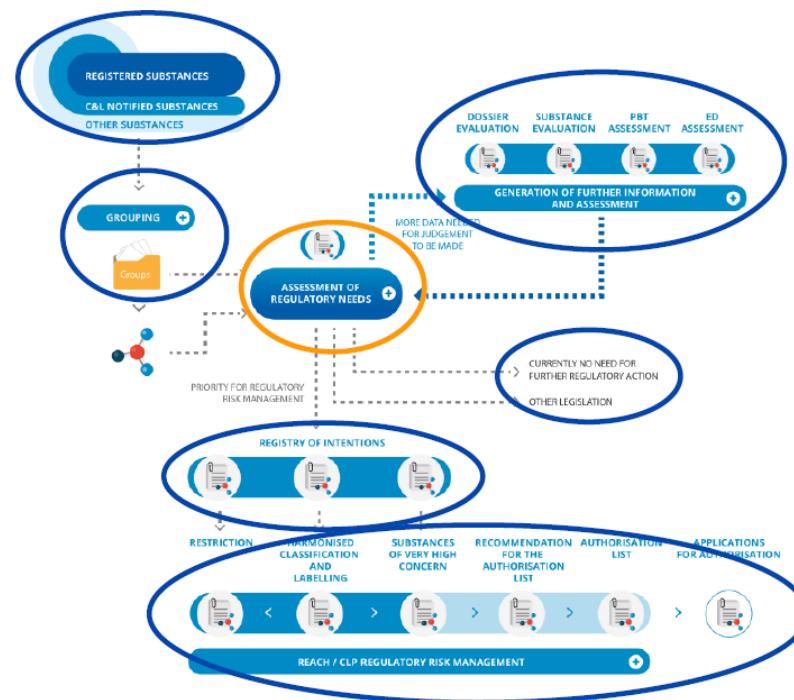 REGISTERED SUBSTANCES
C&L NOTIFIED SUBSTANCES
OTHER SUBSTANCES
DOSSIER
EVALUATION
SUBSTANCE
EVALUATION
PBT
ASSESSMENT
ED
ASSESSMENT
GENERATION OF FURTHER INFORMATION
AND ASSESSMENT
GROUPING
Groups
MORE DATA NEEDED
FOR JUDGEMENT
TO BE MADE
ASSESSMENT OF
REGULATORY NEEDS
CURRENTLY NO NEED FOR
FURTHER REGULATORY ACTION
OTHER LEGISLATION
PRIORITY FOR REGULATORY
RISK MANAGEMENT
REGISTRY OF INTENTIONS
RESTRICTION
HARMONISED
CLASSIFICATION
AND
LABELLING
SUBSTANCES
OF VERY HIGH
CONCERN
RECOMMENDATION
FOR THE
AUTHORISATION
LIST
AUTHORISATION
LIST
APPLICATIONS
FOR AUTHORISATION
REACH / CLP REGULATORY RISK MANAGEMENT